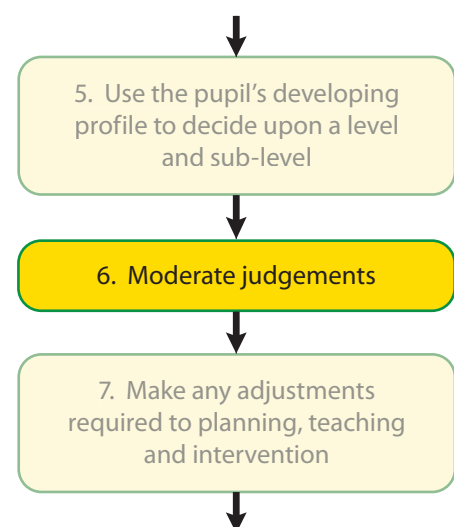 5. Use the pupil’s developing
profile to decide upon a level
and sub-level
6. Moderate judgements
7. Make any adjustments
required to planning, teaching
and intervention